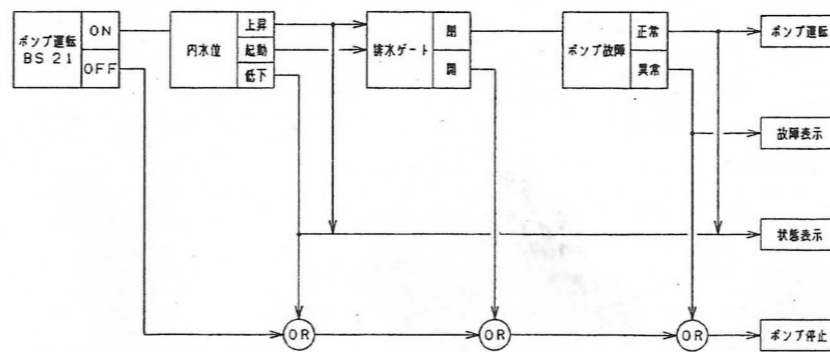 ポンプ運転
BS 21
ON
OFF
内水位
上昇
起動
低下
排水ゲート
閉
開
ポンプ故障
正常
異常
ポンプ運転
故障表示
状態表示
OR
OR
OR
ポンプ停止